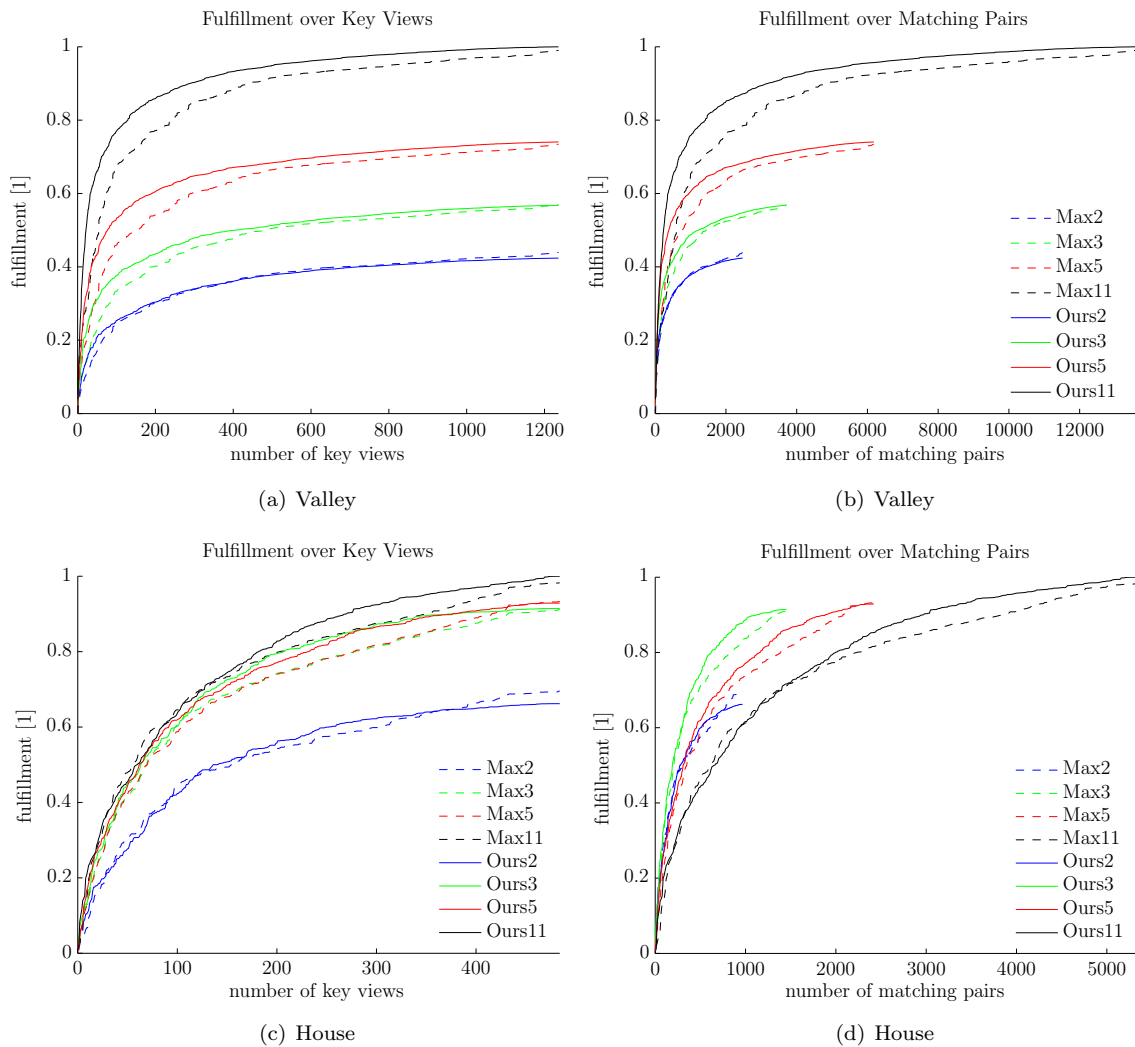 Fulfillment over Key Views
fulfillment [1]
1
0.8
0.6
0.4
0.2
0
0 200 400 600 800 1000 1200
number of key views
(a) Valley
Fulfillment over Matching Pairs
fulfillment [1]
1
0.8
0.6
0.4
0.2
0
Max2
Max3
Max5
Max11
Ours2
Ours3
Ours5
Ours11
0 2000 4000 6000 8000 10000 12000
number of matching pairs
(b) Valley
Fulfillment over Key Views
fulfillment [1]
1
0.8
0.6
0.4
0.2
0
Max2
Max3
Max5
Max11
Ours2
Ours3
Ours5
Ours11
0 100 200 300 400
number of key views
(c) House
Fulfillment over Matching Pairs
fulfillment [1]
1
0.8
0.6
0.4
0.2
0
Max2
Max3
Max5
Max11
Ours2
Ours3
Ours5
Ours11
0 1000 2000 3000 4000 5000
number of matching pairs
(d) House